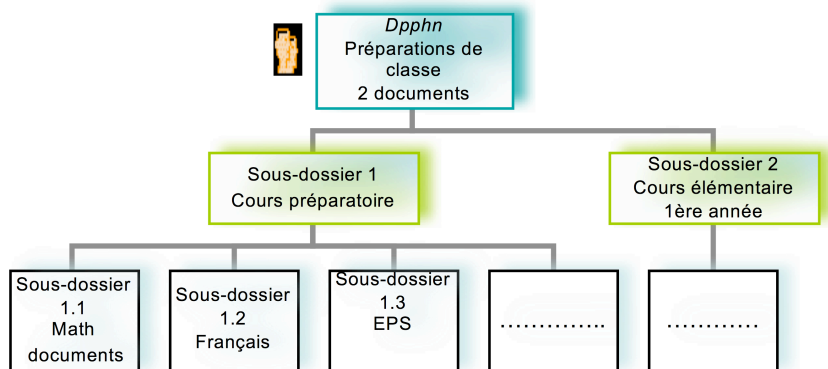 Dpphn
Préparations de
classe
2 documents
Sous-dossier 1
Cours préparatoire
Sous-dossier 2
Cours élémentaire
1ère année
Sous-dossier
1.1
Math
documents
Sous-dossier
1.2
Français
Sous-dossier
1.3
EPS
…………..
…………